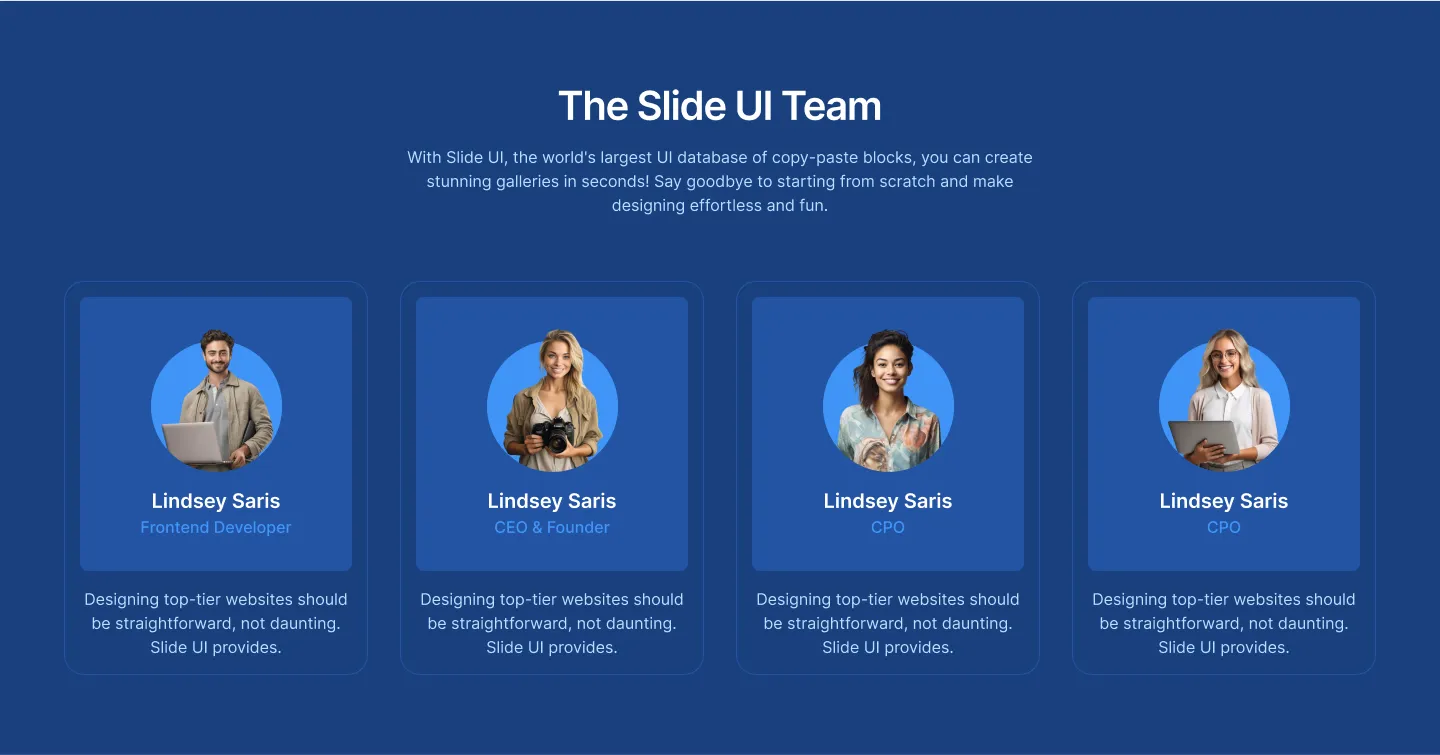 The Slide UI Team
With Slide UI, the world's largest UI database of copy-paste blocks, you can create
stunning galleries in seconds! Say goodbye to starting from scratch and make
designing effortless and fun.
Lindsey Saris
Frontend Developer
Designing top-tier websites should
be straightforward, not daunting.
Slide UI provides.
Lindsey Saris
CEO & Founder
Designing top-tier websites should
be straightforward, not daunting.
Slide UI provides.
Lindsey Saris
CPO
Designing top-tier websites should
be straightforward, not daunting.
Slide UI provides.
Lindsey Saris
CPO
Designing top-tier websites should
be straightforward, not daunting.
Slide UI provides.